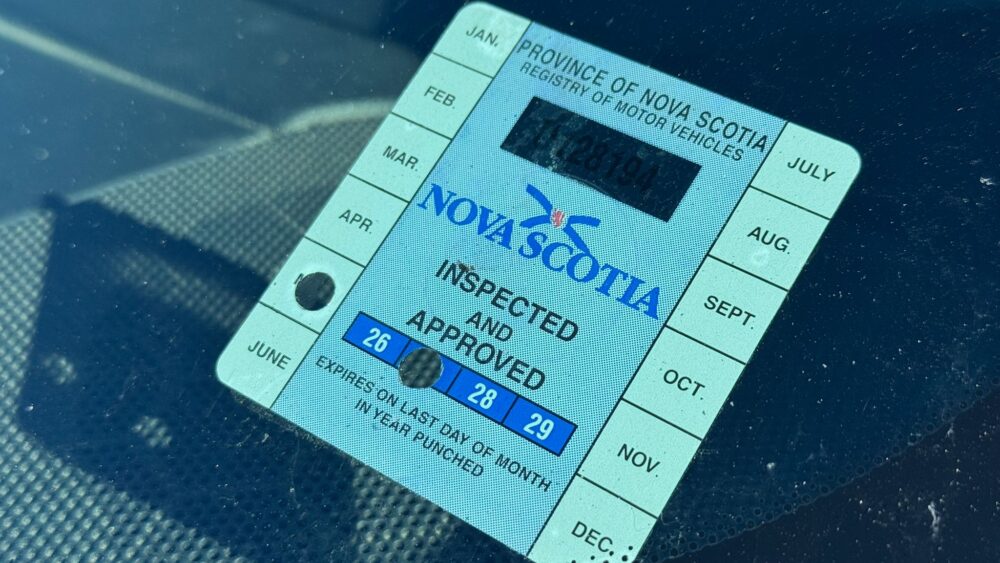 PROVINCE OF NOVA SCOTIA
REGISTRY OF MOTOR VEHICLES
NOVA SCOTIA
INSPECTED
AND
APPROVED
26 28 29
EXPIRES ON LAST DAY OF MONTH
IN YEAR PUNCHED
JAN.
FEB.
MAR.
APR.
JUNE
JULY
AUG.
SEPT.
OCT.
NOV.
DEC.